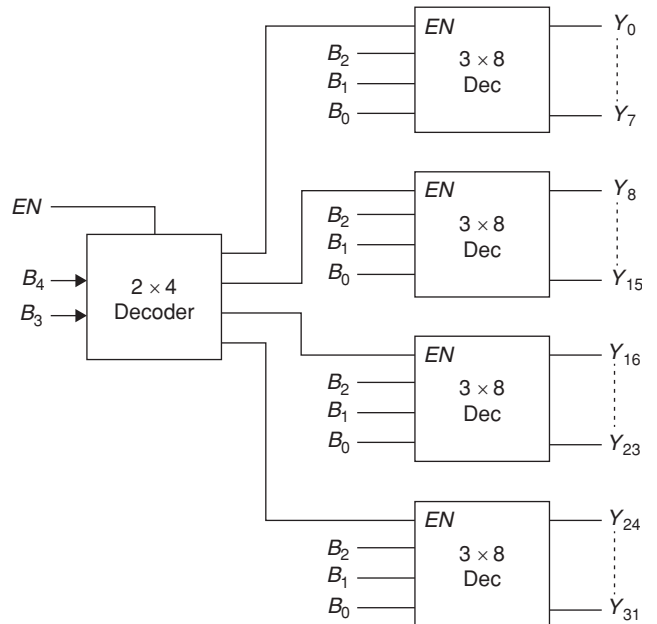 EN
B₂
B₁
B₀
3 × 8
Dec
Y₀
Y₇
EN
B₂
B₁
B₀
3 × 8
Dec
Y₈
Y₁₅
EN
B₄
B₃
2 × 4
Decoder
EN
B₂
B₁
B₀
3 × 8
Dec
Y₁₆
Y₂₃
EN
B₂
B₁
B₀
3 × 8
Dec
Y₂₄
Y₃₁